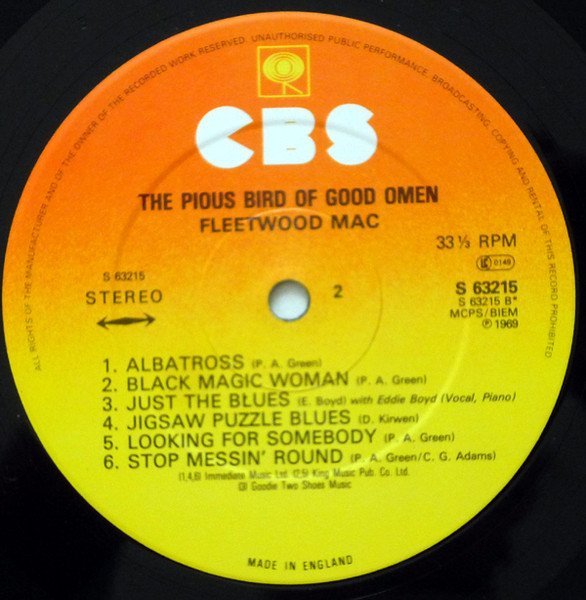 ALL RIGHTS OF THE MANUFACTURER AND OF THE OWNER OF THE RECORDED WORK RESERVED. UNAUTHORISED PUBLIC PERFORMANCE, BROADCASTING, COPYING AND RENTAL OF THIS RECORD PROHIBITED
CBS
THE PIOUS BIRD OF GOOD OMEN
FLEETWOOD MAC
33⅓ RPM
LC 0149
S 63215
STEREO
2
S 63215
S 63215 B*
MCPS/BIEM
℗ 1969
1. ALBATROSS (P. A. Green)
2. BLACK MAGIC WOMAN (P. A. Green)
3. JUST THE BLUES (E. Boyd) with Eddie Boyd (Vocal, Piano)
4. JIGSAW PUZZLE BLUES (D. Kirwen)
5. LOOKING FOR SOMEBODY (P. A. Green)
6. STOP MESSIN' ROUND (P. A. Green/C. G. Adams)
(1,4,6) Immediate Music Ltd. (2,5) King Music Pub. Co. Ltd.
(3) Goodie Two Shoes Music
MADE IN ENGLAND